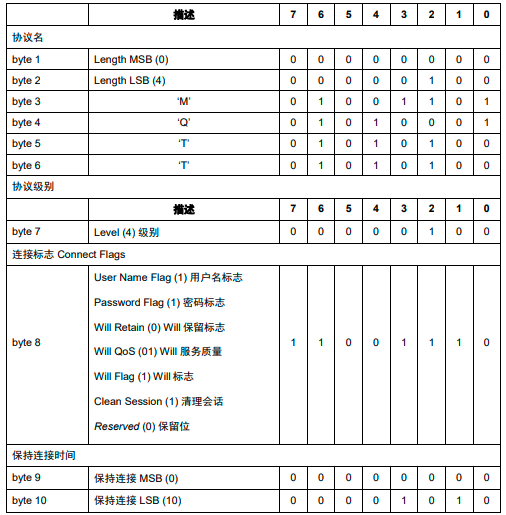 描述 7 6 5 4 3 2 1 0
协议名
byte 1 Length MSB (0) 0 0 0 0 0 0 0 0
byte 2 Length LSB (4) 0 0 0 0 0 1 0 0
byte 3 ‘M’ 0 1 0 0 1 1 0 1
byte 4 ‘Q’ 0 1 0 1 0 0 0 1
byte 5 ‘T’ 0 1 0 1 0 1 0 0
byte 6 ‘T’ 0 1 0 1 0 1 0 0
协议级别
描述 7 6 5 4 3 2 1 0
byte 7 Level (4) 级别 0 0 0 0 0 1 0 0
连接标志 Connect Flags
User Name Flag (1) 用户名标志
Password Flag (1) 密码标志
Will Retain (0) Will 保留标志
byte 8 Will QoS (01) Will 服务质量 1 1 0 0 1 1 1 0
Will Flag (1) Will 标志
Clean Session (1) 清理会话
Reserved (0) 保留位
保持连接时间
byte 9 保持连接 MSB (0) 0 0 0 0 0 0 0 0
byte 10 保持连接 LSB (10) 0 0 0 0 1 0 1 0